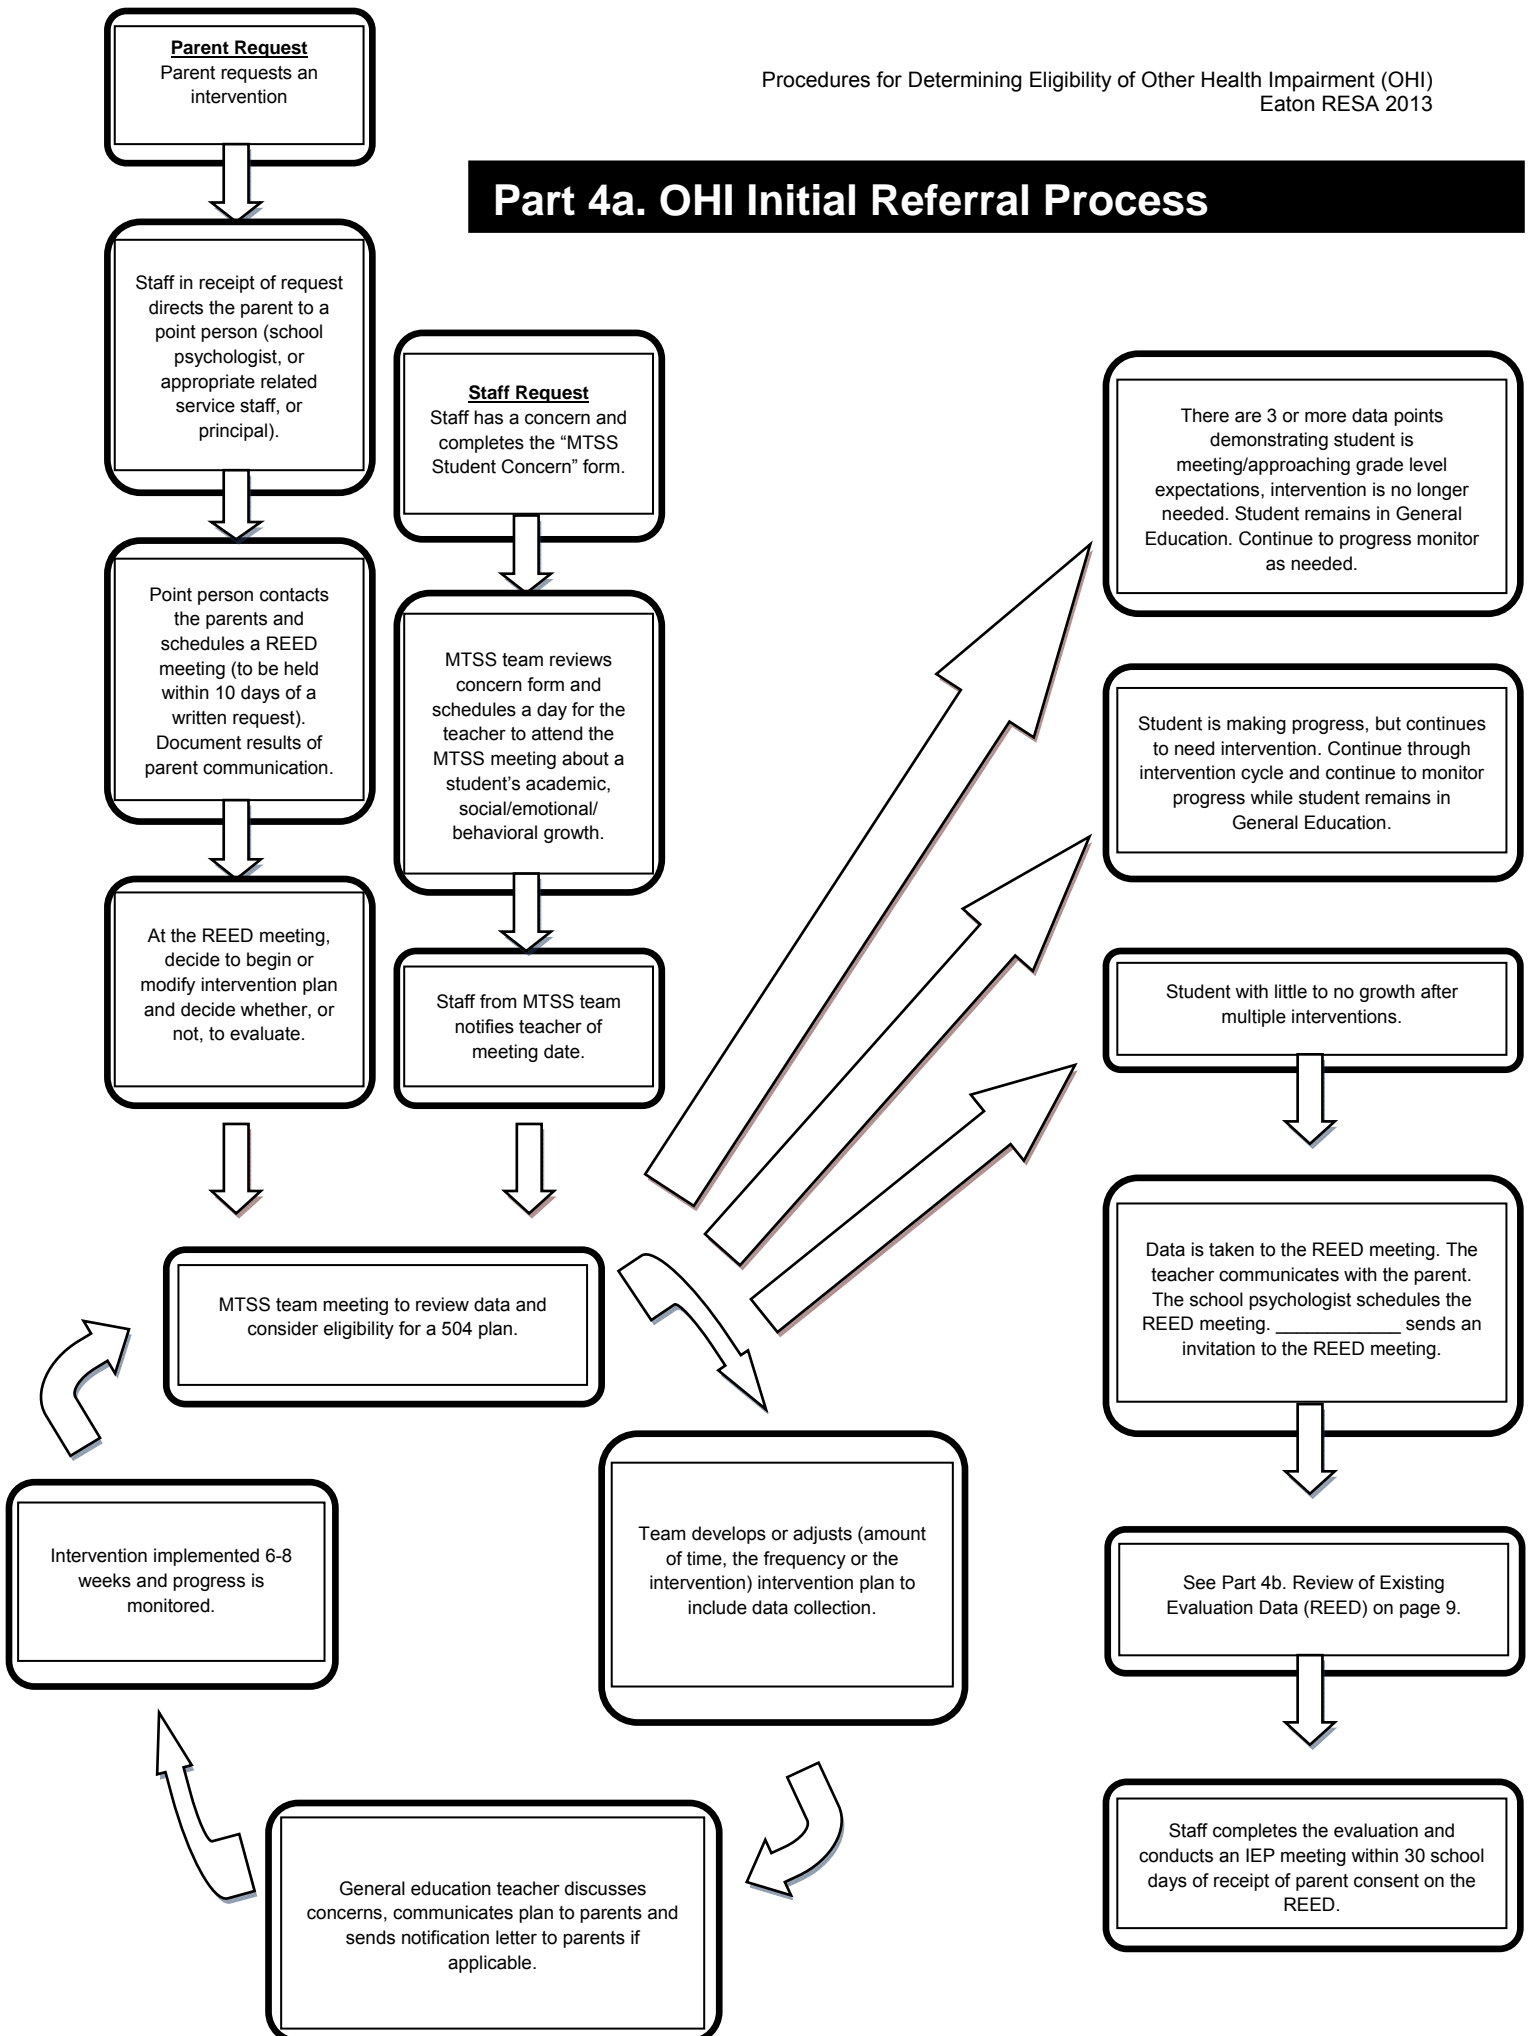 Procedures for Determining Eligibility of Other Health Impairment (OHI)
Eaton RESA 2013
Part 4a. OHI Initial Referral Process
Parent Request
Parent requests an
intervention
Staff in receipt of request
directs the parent to a
point person (school
psychologist, or
appropriate related
service staff, or
principal).
Point person contacts
the parents and
schedules a REED
meeting (to be held
within 10 days of a
written request).
Document results of
parent communication.
At the REED meeting,
decide to begin or
modify intervention plan
and decide whether, or
not, to evaluate.
Staff Request
Staff has a concern and
completes the “MTSS
Student Concern” form.
MTSS team reviews
concern form and
schedules a day for the
teacher to attend the
MTSS meeting about a
student’s academic,
social/emotional/
behavioral growth.
Staff from MTSS team
notifies teacher of
meeting date.
MTSS team meeting to review data and
consider eligibility for a 504 plan.
Team develops or adjusts (amount
of time, the frequency or the
intervention) intervention plan to
include data collection.
General education teacher discusses
concerns, communicates plan to parents and
sends notification letter to parents if
applicable.
Intervention implemented 6-8
weeks and progress is
monitored.
There are 3 or more data points
demonstrating student is
meeting/approaching grade level
expectations, intervention is no longer
needed. Student remains in General
Education. Continue to progress monitor
as needed.
Student is making progress, but continues
to need intervention. Continue through
intervention cycle and continue to monitor
progress while student remains in
General Education.
Student with little to no growth after
multiple interventions.
Data is taken to the REED meeting. The
teacher communicates with the parent.
The school psychologist schedules the
REED meeting. _____________ sends an
invitation to the REED meeting.
See Part 4b. Review of Existing
Evaluation Data (REED) on page 9.
Staff completes the evaluation and
conducts an IEP meeting within 30 school
days of receipt of parent consent on the
REED.